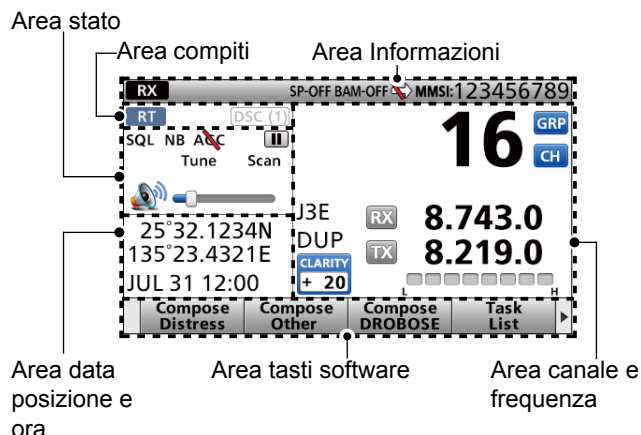 Area stato
Area compiti
Area Informazioni
RX
SP-OFF BAM-OFF MMSI:123456789
RT
DSC (1)
SQL NB AGC
Tune Scan
16
GRP
CH
J3E
DUP
RX 8.743.0
TX 8.219.0
CLARITY
+ 20
L H
25°32.1234N
135°23.4321E
JUL 31 12:00
Compose Distress
Compose Other
Compose DROBOSE
Task List
Area data posizione e ora
Area tasti software
Area canale e frequenza